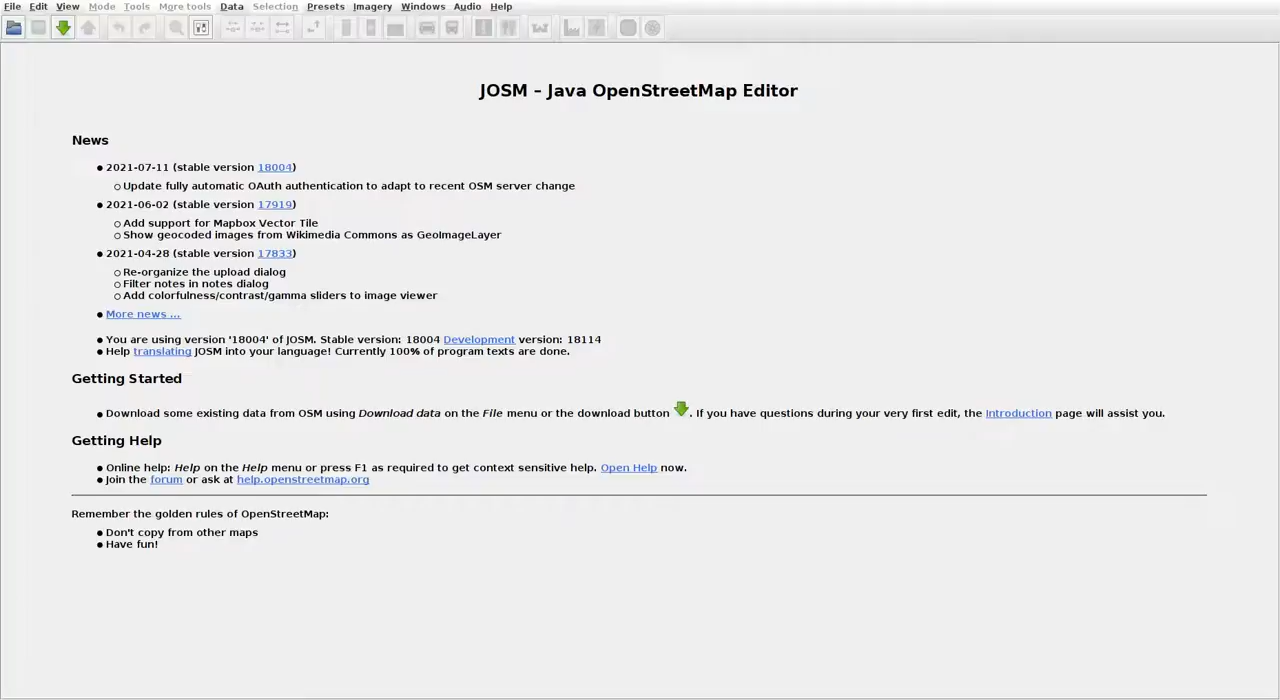 File Edit View Mode Tools More tools Data Selection Presets Imagery Windows Audio Help
JOSM – Java OpenStreetMap Editor
News
2021-07-11 (stable version 18004)
Update fully automatic OAuth authentication to adapt to recent OSM server change
2021-06-02 (stable version 17919)
Add support for Mapbox Vector Tile
Show geocoded images from Wikimedia Commons as GeoImageLayer
2021-04-28 (stable version 17833)
Re-organize the upload dialog
Filter notes in notes dialog
Add colorfulness/contrast/gamma sliders to image viewer
More news ...
You are using version '18004' of JOSM. Stable version: 18004 Development version: 18114
Help translating JOSM into your language! Currently 100% of program texts are done.
Getting Started
Download some existing data from OSM using Download data on the File menu or the download button . If you have questions during your very first edit, the Introduction page will assist you.
Getting Help
Online help: Help on the Help menu or press F1 as required to get context sensitive help. Open Help now.
Join the forum or ask at help.openstreetmap.org
Remember the golden rules of OpenStreetMap:
Don't copy from other maps
Have fun!